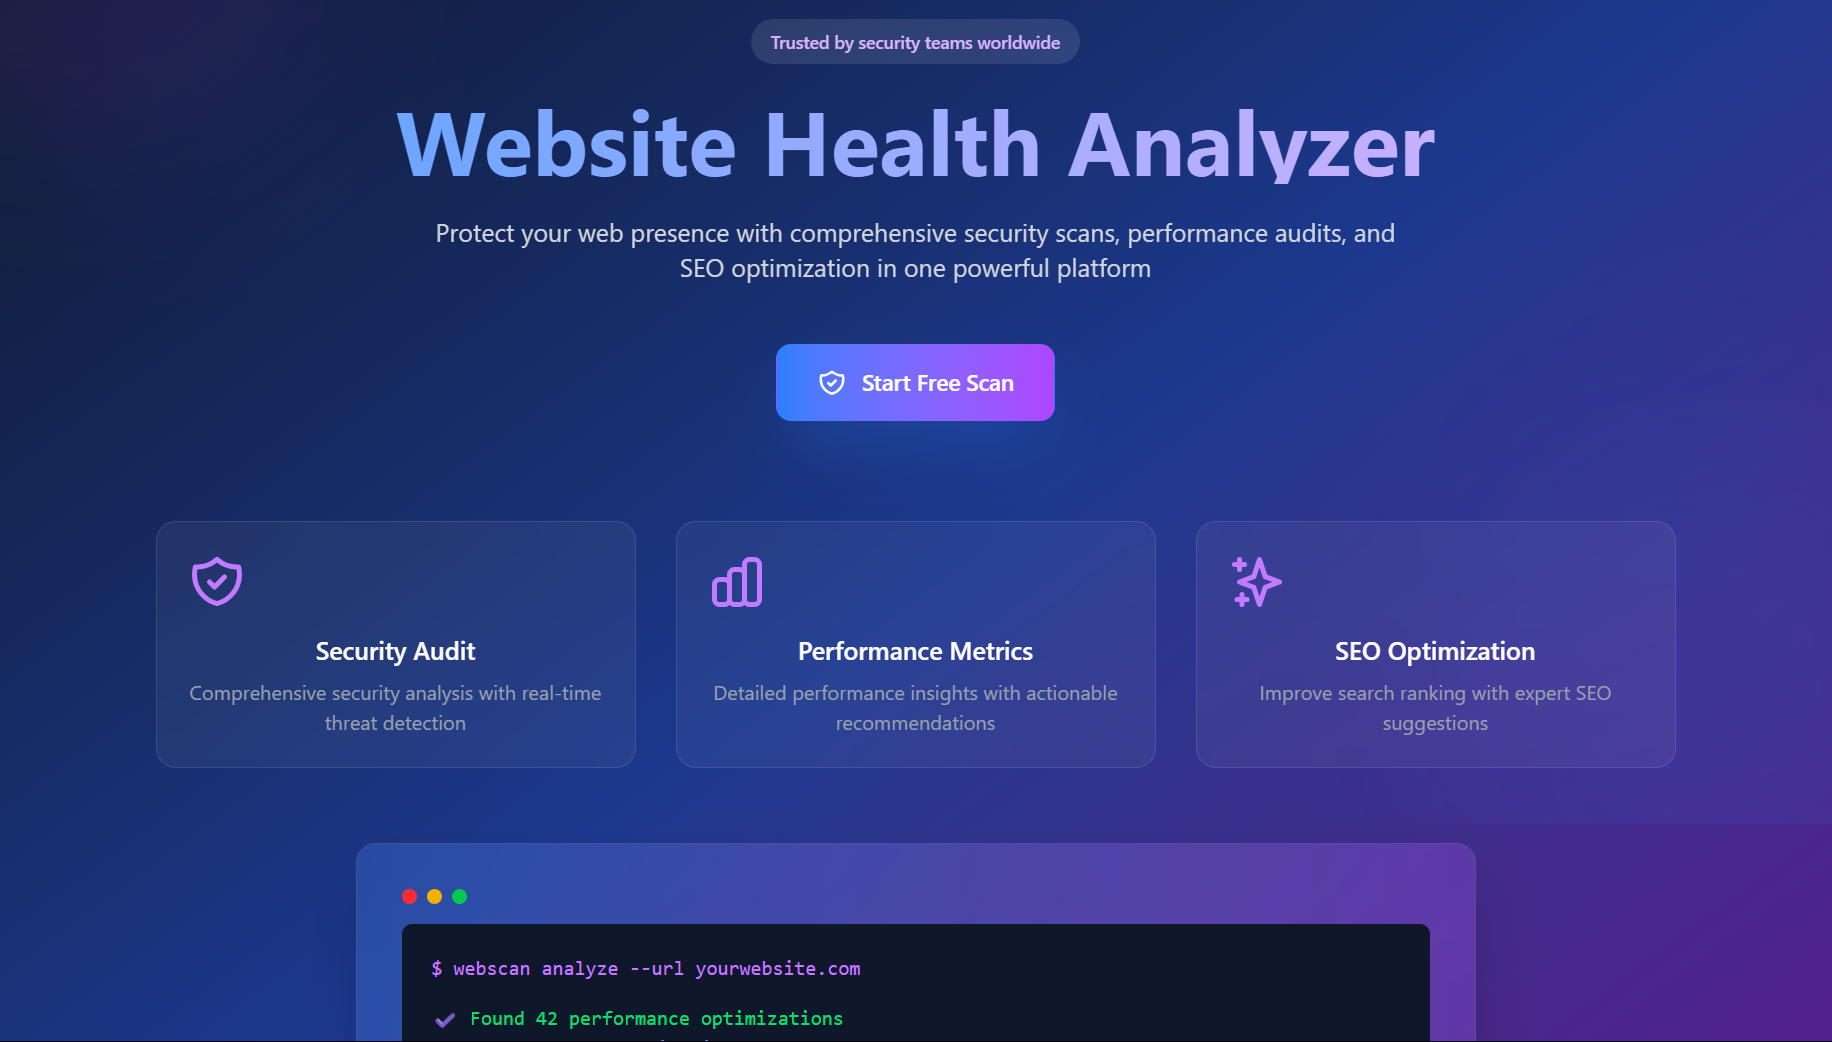 Trusted by security teams worldwide
Website Health Analyzer
Protect your web presence with comprehensive security scans, performance audits, and
SEO optimization in one powerful platform
Start Free Scan
Security Audit
Comprehensive security analysis with real-time
threat detection
Performance Metrics
Detailed performance insights with actionable
recommendations
SEO Optimization
Improve search ranking with expert SEO
suggestions
$ webscan analyze --url yourwebsite.com
✔ Found 42 performance optimizations